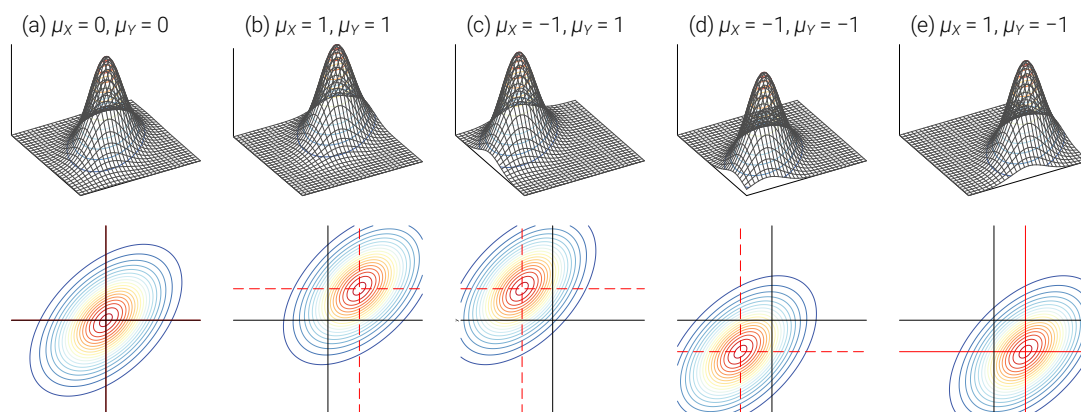 (a) μX = 0, μY = 0
(b) μX = 1, μY = 1
(c) μX = −1, μY = 1
(d) μX = −1, μY = −1
(e) μX = 1, μY = −1